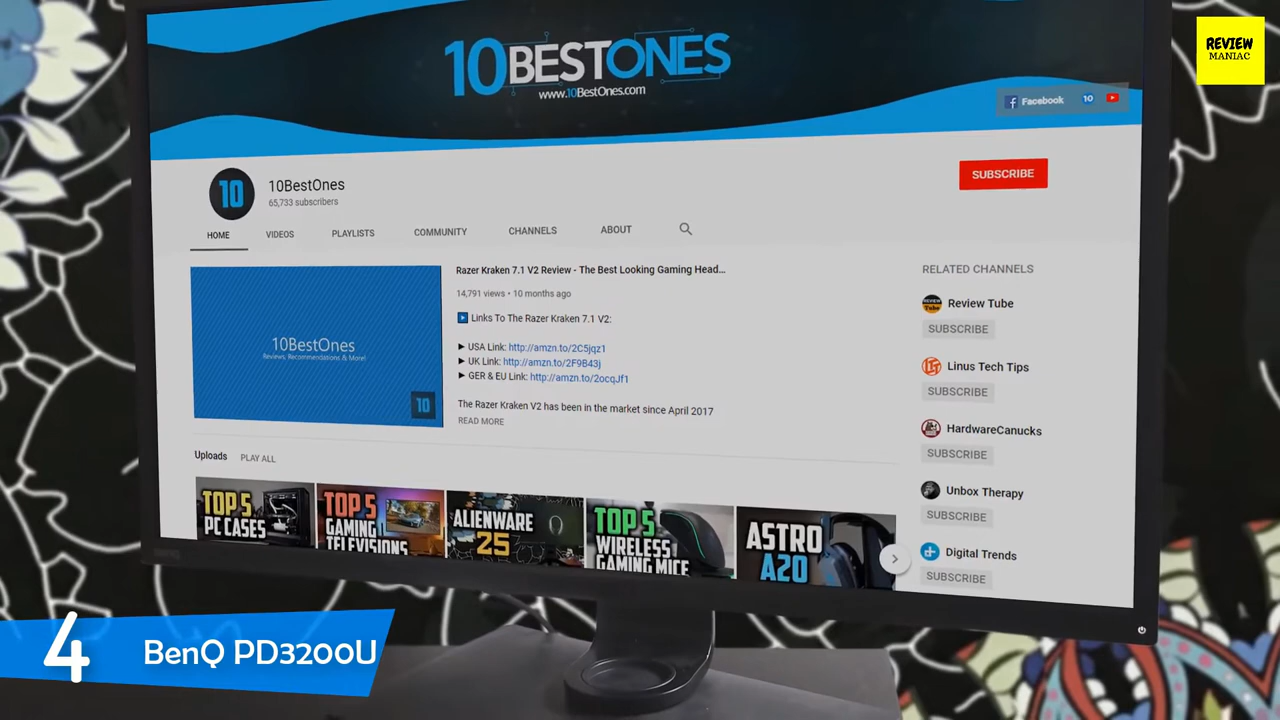 REVIEW
MANIAC
10BESTONES
www.10BestOnes.com
Facebook
10
10
10BestOnes
65,733 subscribers
SUBSCRIBE
HOME
VIDEOS
PLAYLISTS
COMMUNITY
CHANNELS
ABOUT
Razer Kraken 7.1 V2 Review - The Best Looking Gaming Head...
14,791 views • 10 months ago
Links To The Razer Kraken 7.1 V2:
► USA Link: http://amzn.to/2C5jqz1
► UK Link: http://amzn.to/2F9B43j
► GER & EU Link: http://amzn.to/2ocqJf1
The Razer Kraken V2 has been in the market since April 2017
READ MORE
10BestOnes
Reviews, Recommendations & More!
10
RELATED CHANNELS
Review Tube
SUBSCRIBE
Linus Tech Tips
SUBSCRIBE
HardwareCanucks
SUBSCRIBE
Unbox Therapy
SUBSCRIBE
Digital Trends
SUBSCRIBE
Uploads PLAY ALL
TOP 5
PC CASES
TOP 5
GAMING
TELEVISIONS
ALIENWARE
25
TOP 5
WIRELESS
GAMING MICE
ASTRO
A20
BenQ
4
BenQ PD3200U